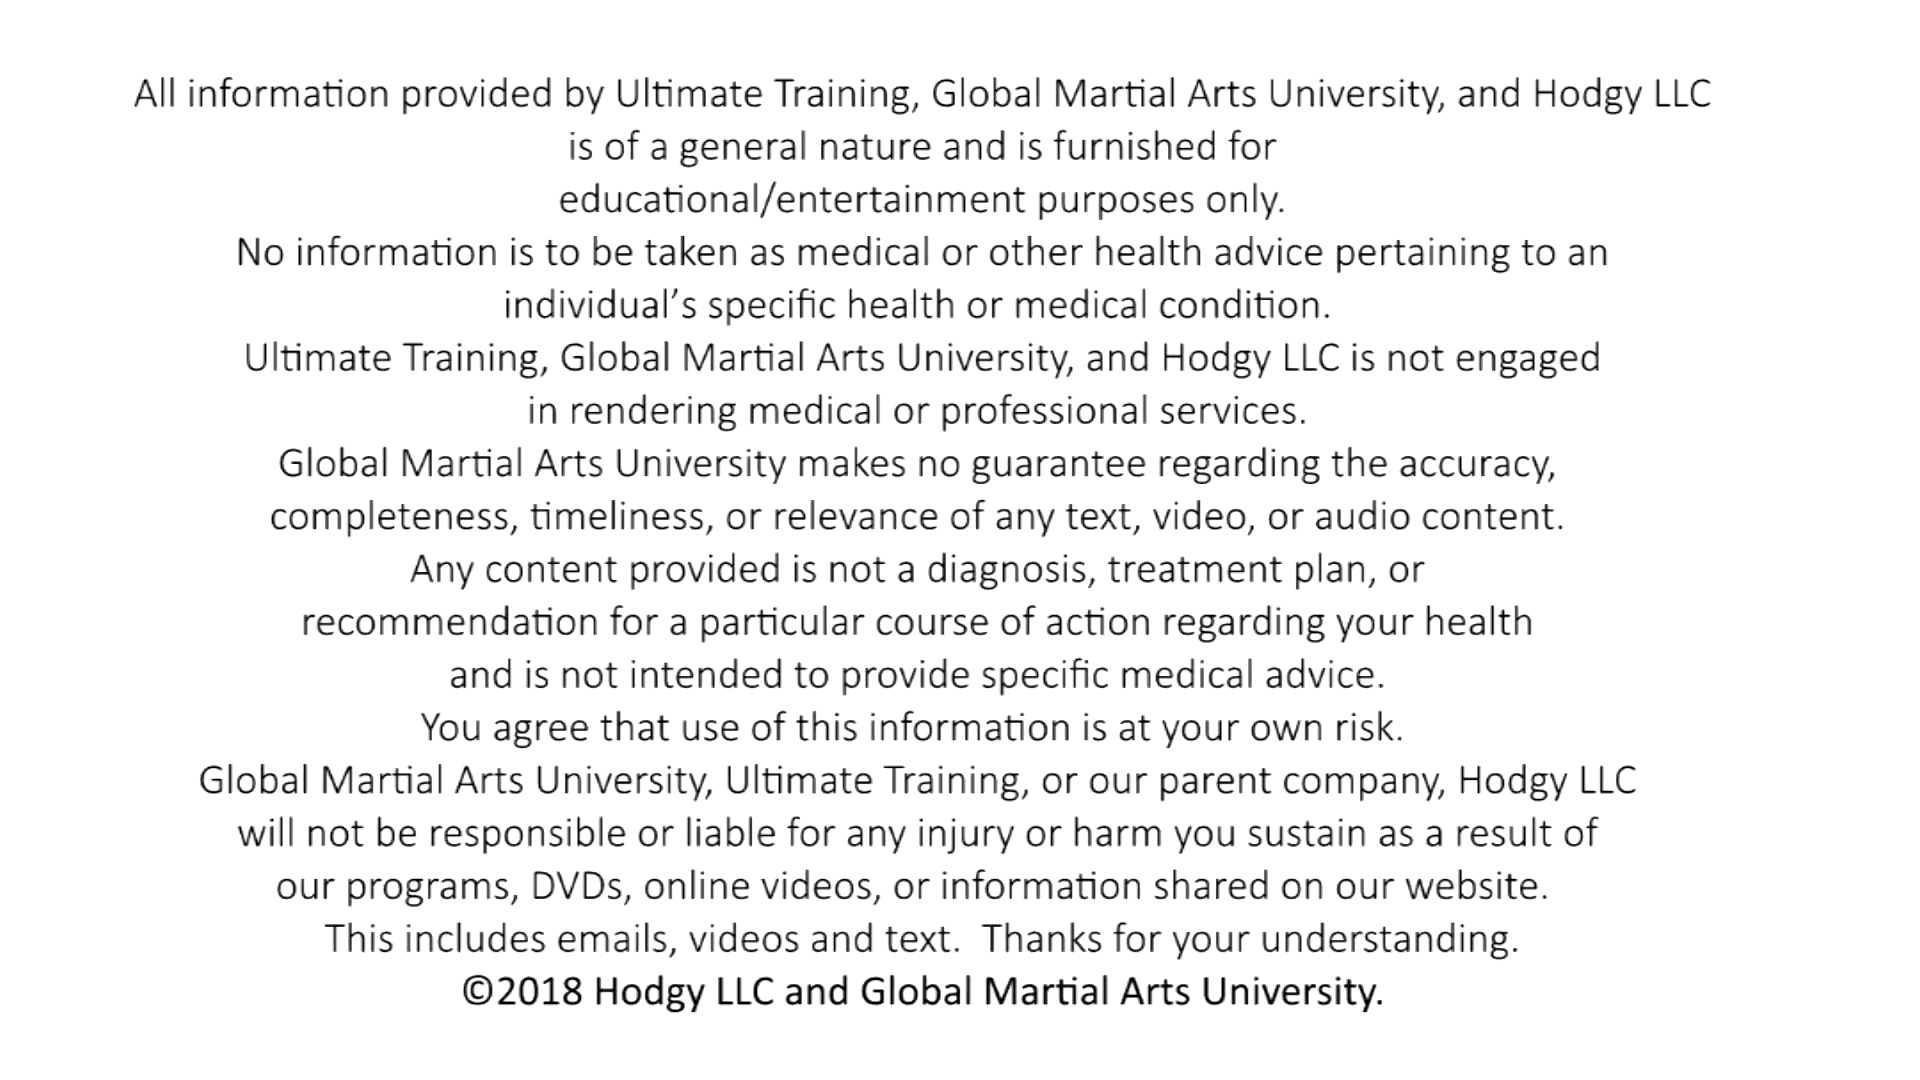 All information provided by Ultimate Training, Global Martial Arts University, and Hodgy LLC
is of a general nature and is furnished for
educational/entertainment purposes only.
No information is to be taken as medical or other health advice pertaining to an
individual’s specific health or medical condition.
Ultimate Training, Global Martial Arts University, and Hodgy LLC is not engaged
in rendering medical or professional services.
Global Martial Arts University makes no guarantee regarding the accuracy,
completeness, timeliness, or relevance of any text, video, or audio content.
Any content provided is not a diagnosis, treatment plan, or
recommendation for a particular course of action regarding your health
and is not intended to provide specific medical advice.
You agree that use of this information is at your own risk.
Global Martial Arts University, Ultimate Training, or our parent company, Hodgy LLC
will not be responsible or liable for any injury or harm you sustain as a result of
our programs, DVDs, online videos, or information shared on our website.
This includes emails, videos and text.  Thanks for your understanding.
©2018 Hodgy LLC and Global Martial Arts University.